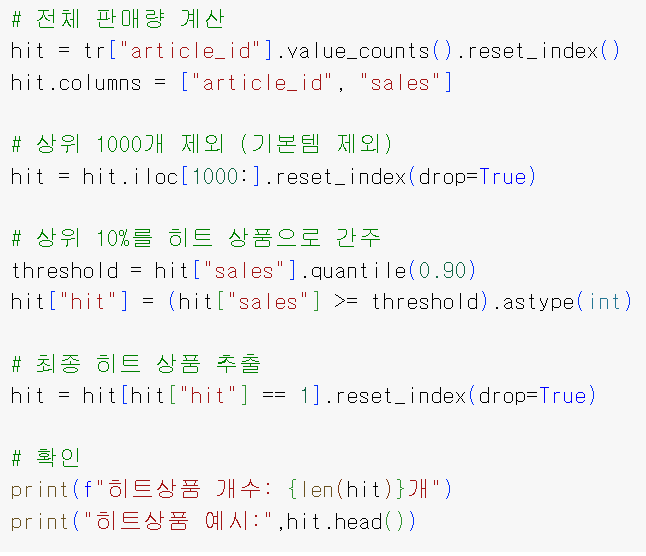 # 전체 판매량 계산
hit = tr["article_id"].value_counts().reset_index()
hit.columns = ["article_id", "sales"]
# 상위 1000개 제외 (기본템 제외)
hit = hit.iloc[1000:].reset_index(drop=True)
# 상위 10%를 히트 상품으로 간주
threshold = hit["sales"].quantile(0.90)
hit["hit"] = (hit["sales"] >= threshold).astype(int)
# 최종 히트 상품 추출
hit = hit[hit["hit"] == 1].reset_index(drop=True)
# 확인
print(f"히트상품 개수: {len(hit)}개")
print("히트상품 예시:",hit.head())